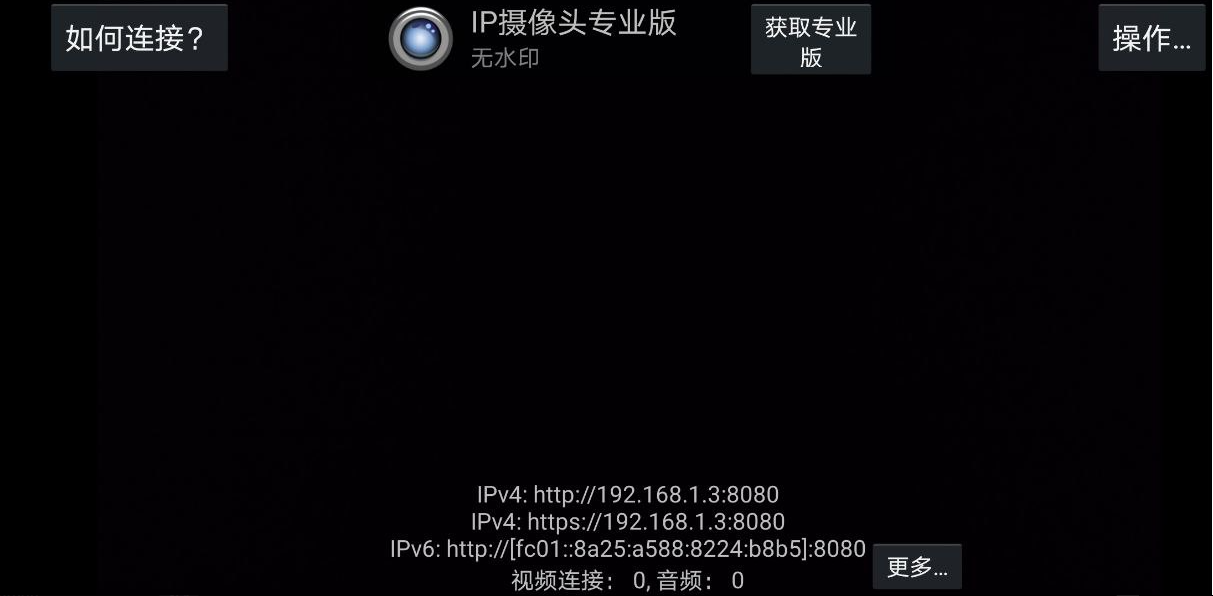 如何连接？
IP摄像头专业版
无水印
获取专业
版
操作...
IPv4: http://192.168.1.3:8080
IPv4: https://192.168.1.3:8080
IPv6: http://[fc01::8a25:a588:8224:b8b5]:8080
视频连接： 0, 音频： 0
更多...